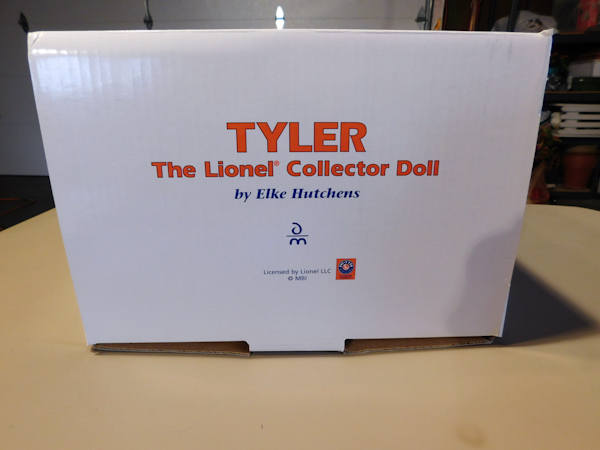 TYLER
The Lionel® Collector Doll
by Elke Hutchens
Licensed by Lionel LLC
© MBI